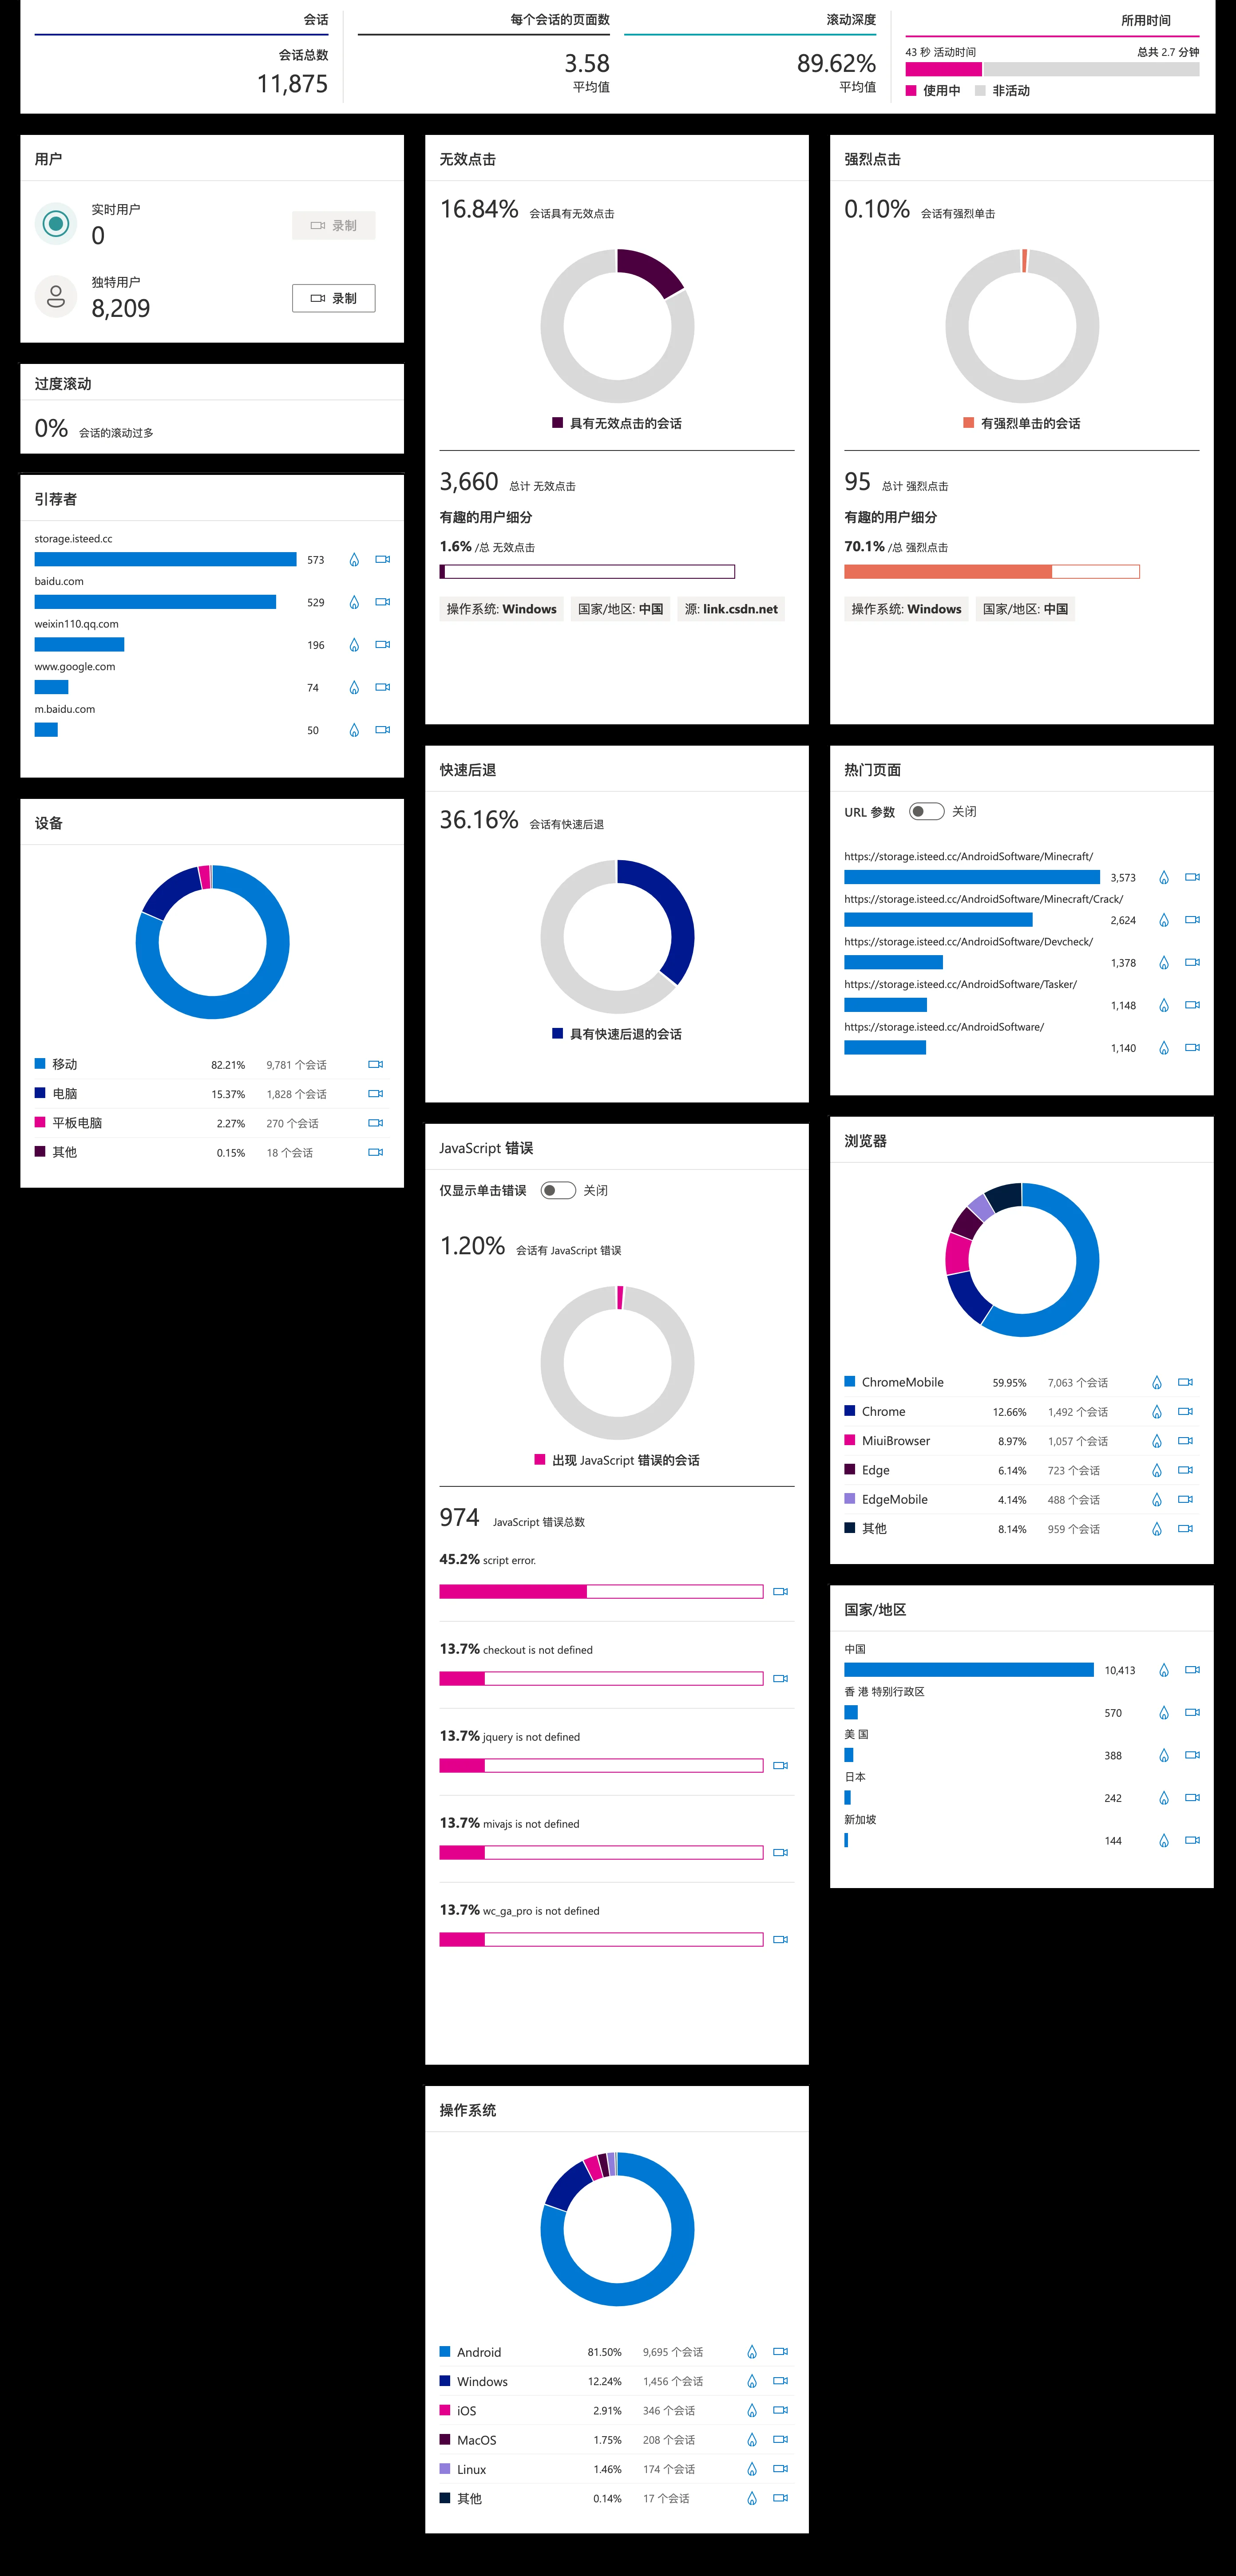 会话
会话总数
11,875
每个会话的页面数
3.58
平均值
滚动深度
89.62%
平均值
所用时间
43 秒 活动时间 总共 2.7 分钟
使用中 非活动
用户
实时用户
0
录制
独特用户
8,209
录制
过度滚动
0% 会话的滚动过多
引荐者
storage.isteed.cc
573
baidu.com
529
weixin110.qq.com
196
www.google.com
74
m.baidu.com
50
设备
移动 82.21% 9,781 个会话
电脑 15.37% 1,828 个会话
平板电脑 2.27% 270 个会话
其他 0.15% 18 个会话
无效点击
16.84% 会话具有无效点击
具有无效点击的会话
3,660 总计 无效点击
有趣的用户细分
1.6% /总 无效点击
操作系统: Windows 国家/地区: 中国 源: link.csdn.net
快速后退
36.16% 会话有快速后退
具有快速后退的会话
JavaScript 错误
仅显示单击错误 关闭
1.20% 会话有 JavaScript 错误
出现 JavaScript 错误的会话
974 JavaScript 错误总数
45.2% script error.
13.7% checkout is not defined
13.7% jquery is not defined
13.7% mivajs is not defined
13.7% wc_ga_pro is not defined
操作系统
Android 81.50% 9,695 个会话
Windows 12.24% 1,456 个会话
iOS 2.91% 346 个会话
MacOS 1.75% 208 个会话
Linux 1.46% 174 个会话
其他 0.14% 17 个会话
强烈点击
0.10% 会话有强烈单击
有强烈单击的会话
95 总计 强烈点击
有趣的用户细分
70.1% /总 强烈点击
操作系统: Windows 国家/地区: 中国
热门页面
URL 参数 关闭
https://storage.isteed.cc/AndroidSoftware/Minecraft/
3,573
https://storage.isteed.cc/AndroidSoftware/Minecraft/Crack/
2,624
https://storage.isteed.cc/AndroidSoftware/Devcheck/
1,378
https://storage.isteed.cc/AndroidSoftware/Tasker/
1,148
https://storage.isteed.cc/AndroidSoftware/
1,140
浏览器
ChromeMobile 59.95% 7,063 个会话
Chrome 12.66% 1,492 个会话
MiuiBrowser 8.97% 1,057 个会话
Edge 6.14% 723 个会话
EdgeMobile 4.14% 488 个会话
其他 8.14% 959 个会话
国家/地区
中国
10,413
香 港 特别行政区
570
美 国
388
日本
242
新加坡
144